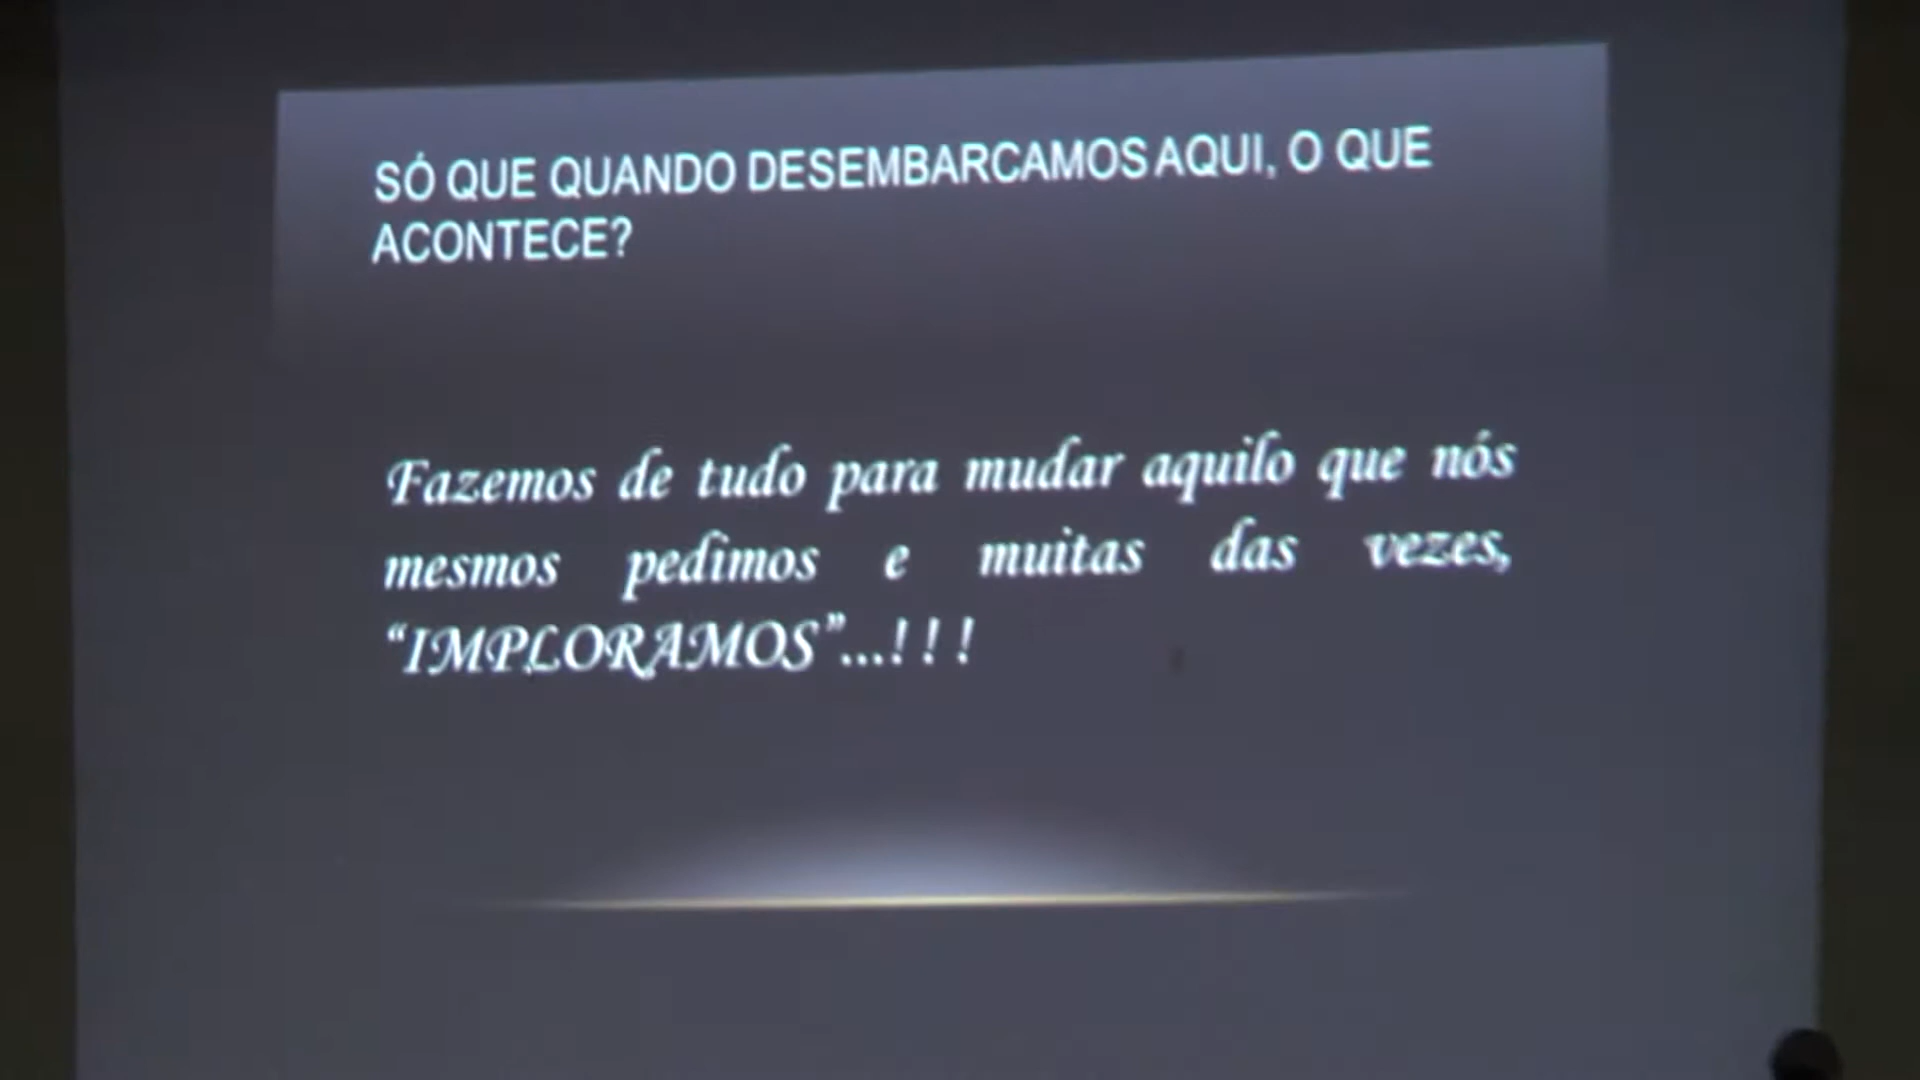 SÓ QUE QUANDO DESEMBARCAMOS AQUI, O QUE
ACONTECE?
Fazemos de tudo para mudar aquilo que nós
mesmos pedimos e muitas das vezes,
“IMPLORAMOS”...!!!